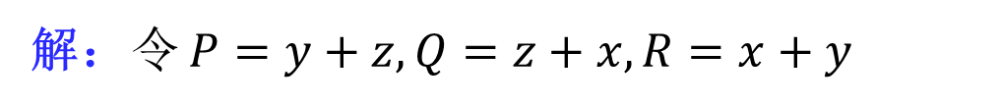 解：令 P = y + z, Q = z + x, R = x + y